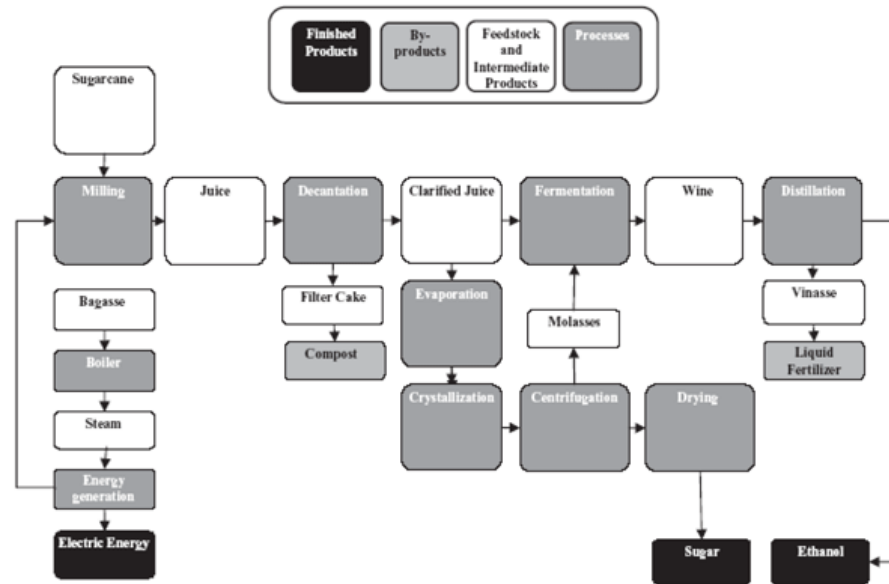 Finished
Products
By-
products
Feedstock
and
Intermediate
Products
Processes
Sugarcane
Milling
Juice
Decantation
Clarified Juice
Fermentation
Wine
Distillation
Bagasse
Filter Cake
Evaporation
Molasses
Vinasse
Boiler
Compost
Liquid
Fertilizer
Steam
Crystallization
Centrifugation
Drying
Energy
generation
Electric Energy
Sugar
Ethanol